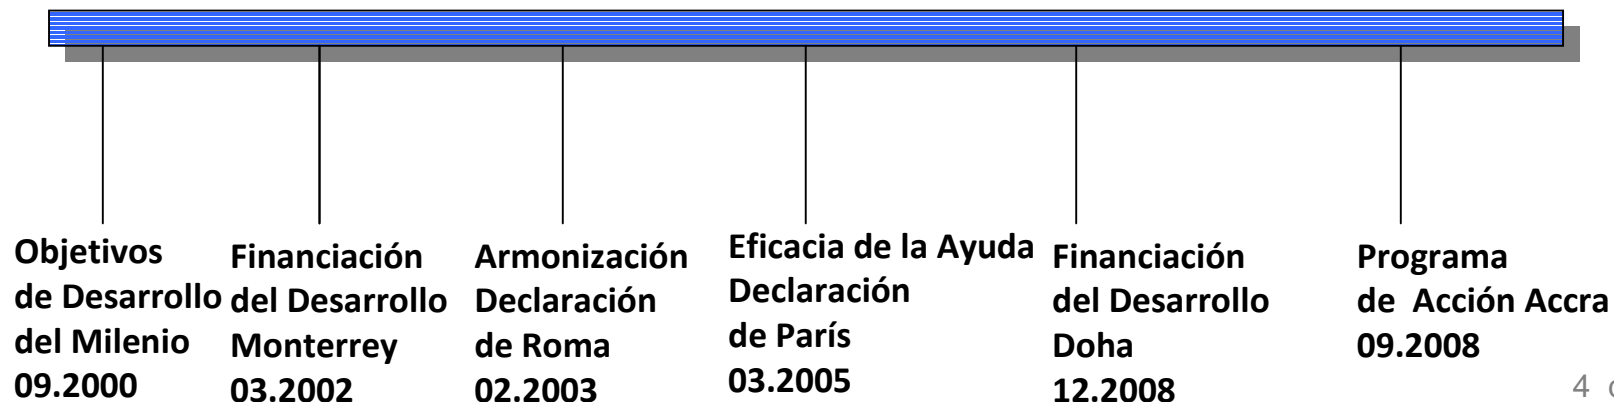 Objetivos
de Desarrollo
del Milenio
09.2000
Financiación
del Desarrollo
Monterrey
03.2002
Armonización
Declaración
de Roma
02.2003
Eficacia de la Ayuda
Declaración
de París
03.2005
Financiación
del Desarrollo
Doha
12.2008
Programa
de Acción Accra
09.2008
4